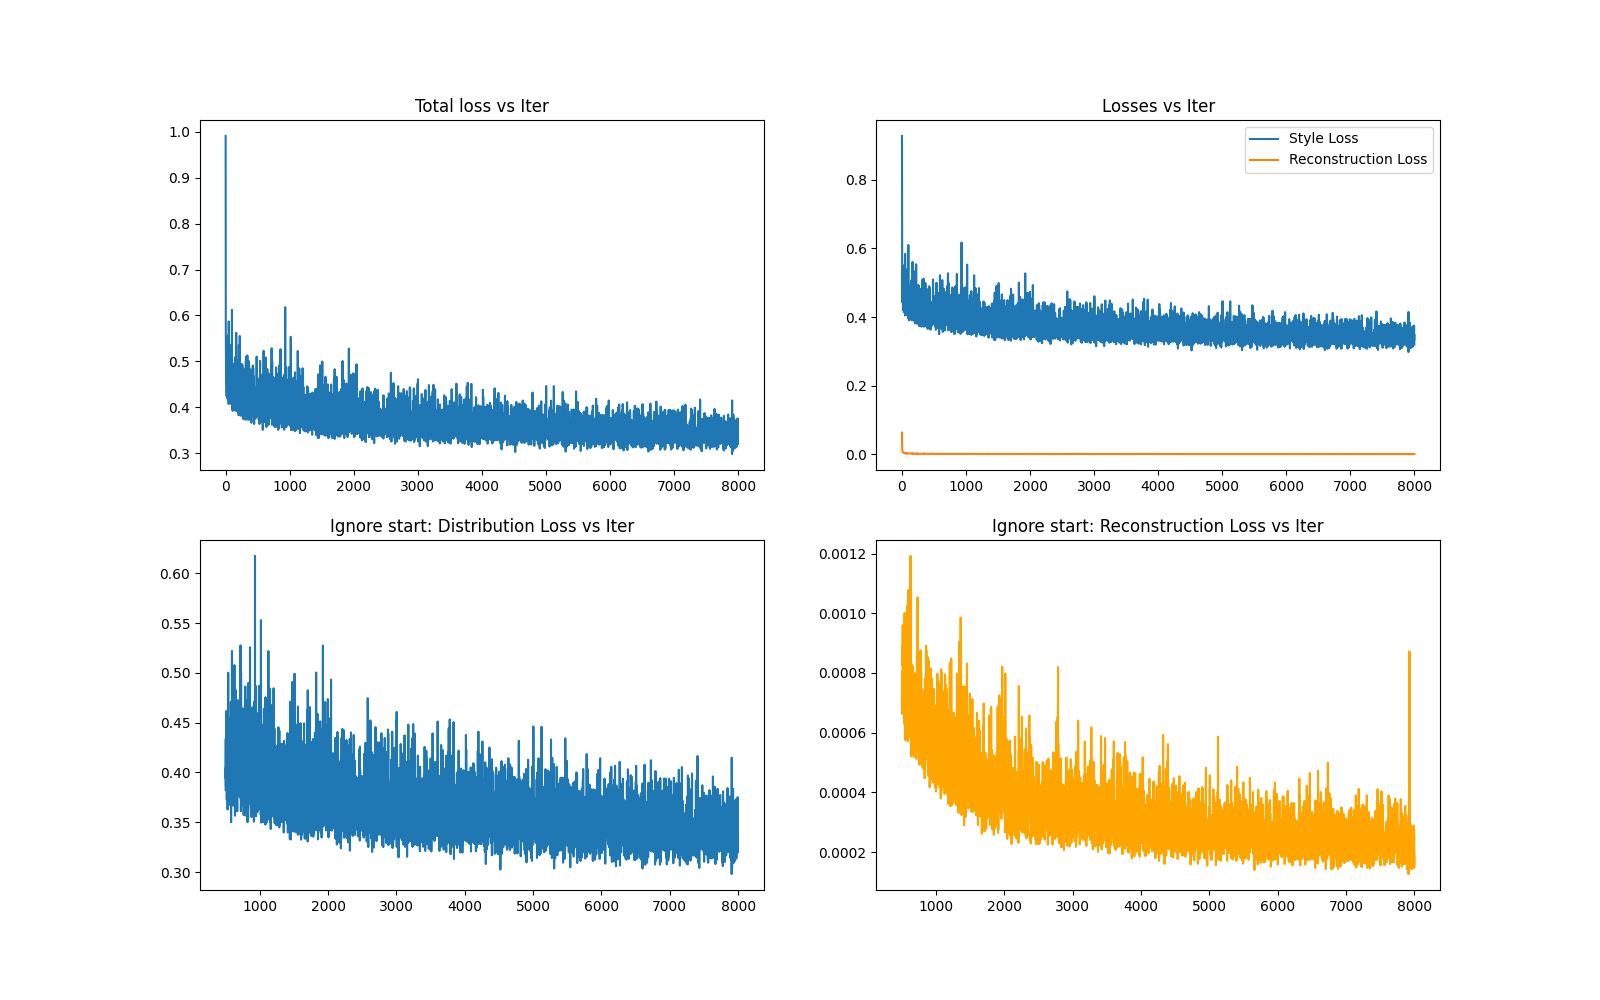 Total loss vs Iter
1.0
0.9
0.8
0.7
0.6
0.5
0.4
0.3
0 1000 2000 3000 4000 5000 6000 7000 8000
Losses vs Iter
Style Loss
Reconstruction Loss
0.8
0.6
0.4
0.2
0.0
0 1000 2000 3000 4000 5000 6000 7000 8000
Ignore start: Distribution Loss vs Iter
0.60
0.55
0.50
0.45
0.40
0.35
0.30
1000 2000 3000 4000 5000 6000 7000 8000
Ignore start: Reconstruction Loss vs Iter
0.0012
0.0010
0.0008
0.0006
0.0004
0.0002
1000 2000 3000 4000 5000 6000 7000 8000